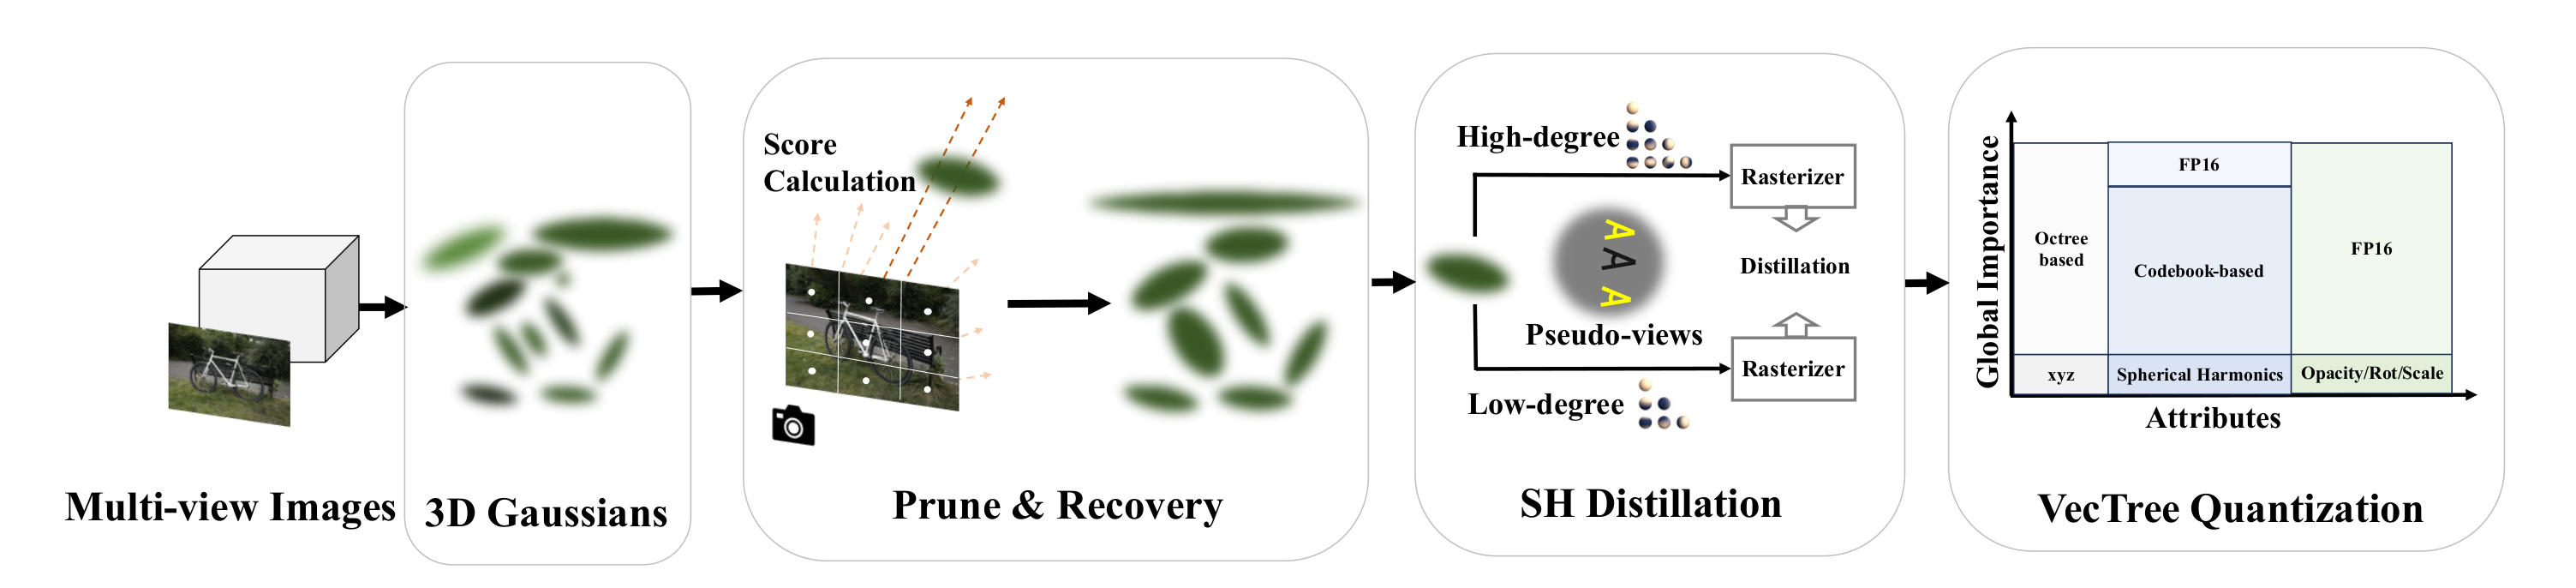 Multi-view Images
3D Gaussians
Score
Calculation
Prune & Recovery
High-degree
Rasterizer
Distillation
Pseudo-views
Rasterizer
Low-degree
SH Distillation
Global Importance
Octree
based
FP16
Codebook-based
FP16
xyz
Spherical Harmonics
Opacity/Rot/Scale
Attributes
VecTree Quantization